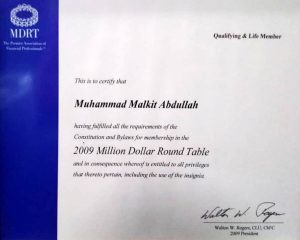 MDRT
The Premier Association of
Financial Professionals
Qualifying & Life Member
This is to certify that
Muhammad Malkit Abdullah
having fulfilled all the requirements of the
Constitution and Bylaws for membership in the
2009 Million Dollar Round Table
and in consequence whereof is entitled to all privileges
that thereto pertain, including the use of the insignia.
Walton W. Rogers
Walton W. Rogers, CLU, ChFC
2009 President